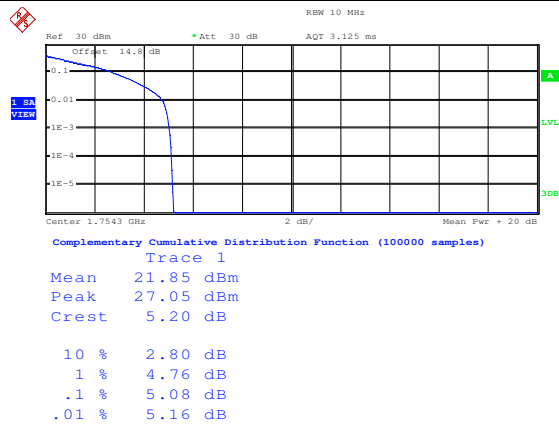 RBW 10 MHz
Ref 30 dBm *Att 30 dB AQT 3.125 ms
Offset 14.8 dB
0.1
A
0.01
1 SA
VIEW
LVL
1E-3
1E-4
1E-5
3DB
Center 1.7543 GHz 2 dB/ Mean Pwr + 20 dB
Complementary Cumulative Distribution Function (100000 samples)
Trace 1
Mean 21.85 dBm
Peak 27.05 dBm
Crest 5.20 dB
10 % 2.80 dB
1 % 4.76 dB
.1 % 5.08 dB
.01 % 5.16 dB